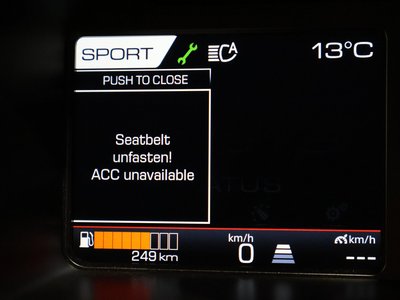 SPORT
A
13°C
PUSH TO CLOSE
Seatbelt
unfasten!
ACC unavailable
km/h
km/h
249 km
0
---